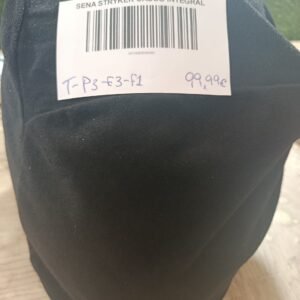 SENA STRYKER CASCO INTEGRAL
T-P3-E3-F1 99,99€